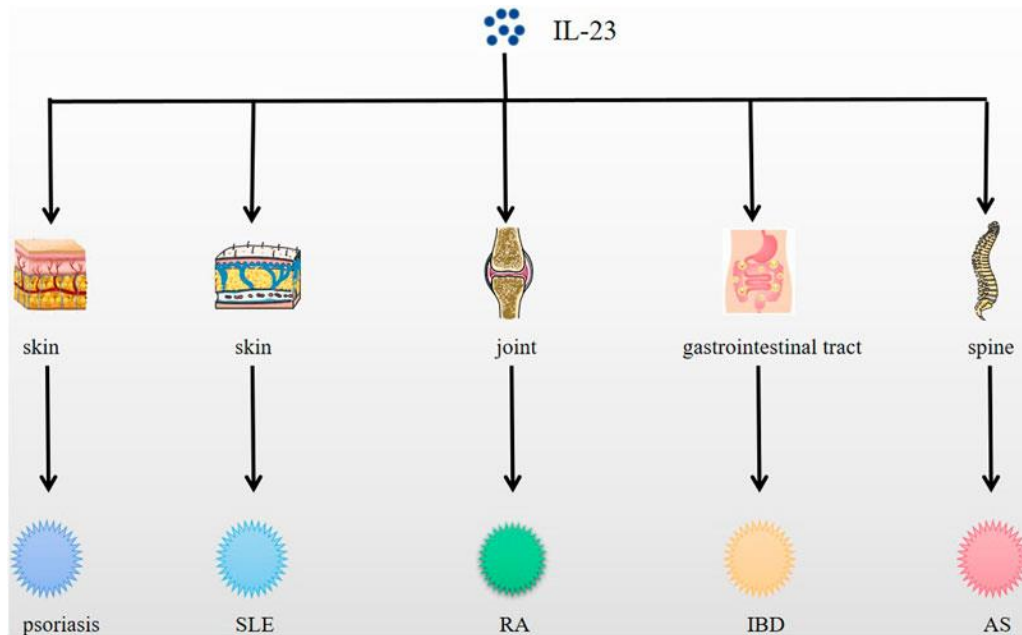 IL-23
skin
skin
joint
gastrointestinal tract
spine
psoriasis
SLE
RA
IBD
AS